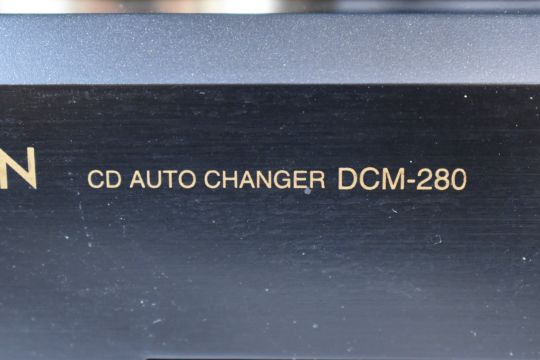 N CD AUTO CHANGER DCM-280